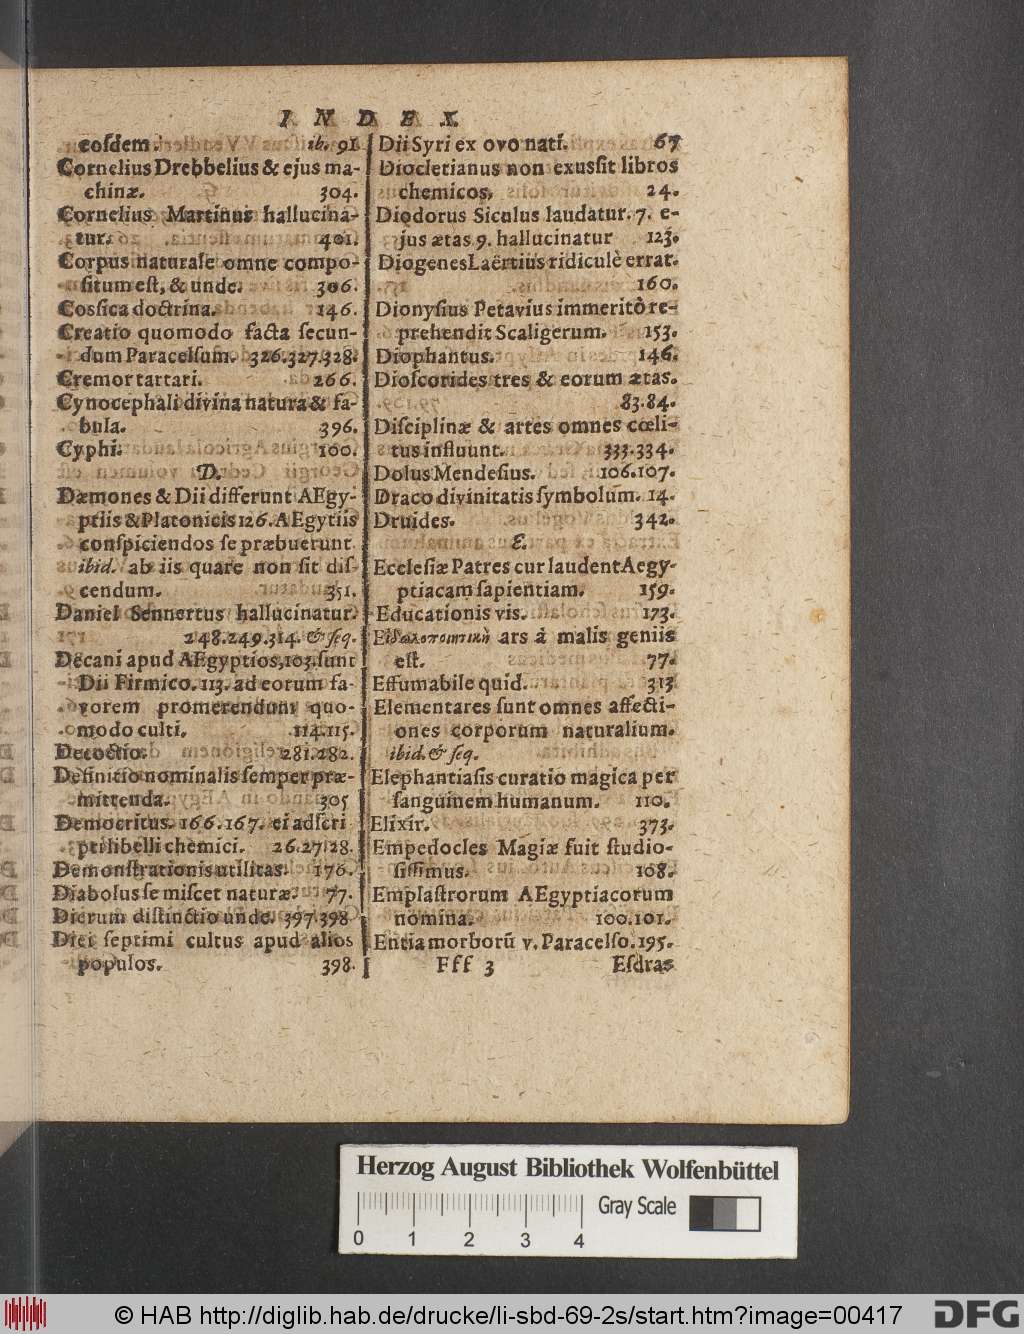 INDEX
eosdem. ib. 91
Cornelius Drebbelius & ejus ma-
chinæ. 304.
Cornelius Martinus hallucina-
tur. 401.
Corpus naturale omne compo-
situm est, & unde. 306.
Cossica doctrina. 146.
Creatio quomodo facta secun-
dum Paracelsum. 326.327.328.
Cremor tartari. 266.
Cynocephali divina natura & fa-
bula. 396.
Cyphi. 100.
D.
Dæmones & Dii differunt AEgy-
ptiis & Platonicis 126. AEgytiis
conspiciendos se præbuerunt.
ibid. ab iis quare non sit dis-
cendum. 351.
Daniel Sennertus hallucinatur.
248.249.314. & seq.
Decani apud AEgyptios, 103. sunt
Dii Firmico. 113. ad eorum fa-
vorem promerendum quo-
modo culti. 114.115.
Decoctio. 281.282.
Definitio nominalis semper præ-
mittenda. 305
Democritus. 166.167. ei adscri
pti libelli chemici. 26.27.28.
Demonstrationis utilitas. 170.
Diabolus se miscet naturæ. 77.
Dierum distinctio unde. 397.398
Diei septimi cultus apud alios
populos. 398.
Dii Syri ex ovo nati. 67
Diocletianus non exussit libros
chemicos. 24.
Diodorus Siculus laudatur. 7. e-
jus ætas 9. hallucinatur 123.
Diogenes Laërtius ridiculè errat.
160.
Dionysius Petavius immeritò re-
prehendit Scaligerum. 153.
Diophantus. 146.
Dioscorides tres & eorum ætas.
83.84.
Disciplinæ & artes omnes cœli-
tus influunt. 333.334.
Dolus Mendesius. 106.107.
Draco divinitatis symbolum. 14.
Druides. 342.
E.
Ecclesiæ Patres cur laudent Aegy-
ptiacam sapientiam. 159.
Educationis vis. 173.
Εἰδωλοποιητικὴ ars à malis geniis
est. 77.
Effumabile quid. 313
Elementares sunt omnes affecti-
ones corporum naturalium.
ibid. & seq.
Elephantiasis curatio magica per
sanguinem humanum. 110.
Elixir. 373.
Empedocles Magiæ fuit studio-
sissimus. 108.
Emplastrorum AEgyptiacorum
nomina. 100.101.
Entia morborũ v. Paracelso. 195.
Fff 3 Esdras
Herzog August Bibliothek Wolfenbüttel
Gray Scale
0 1 2 3 4
© HAB http://diglib.hab.de/drucke/li-sbd-69-2s/start.htm?image=00417
DFG